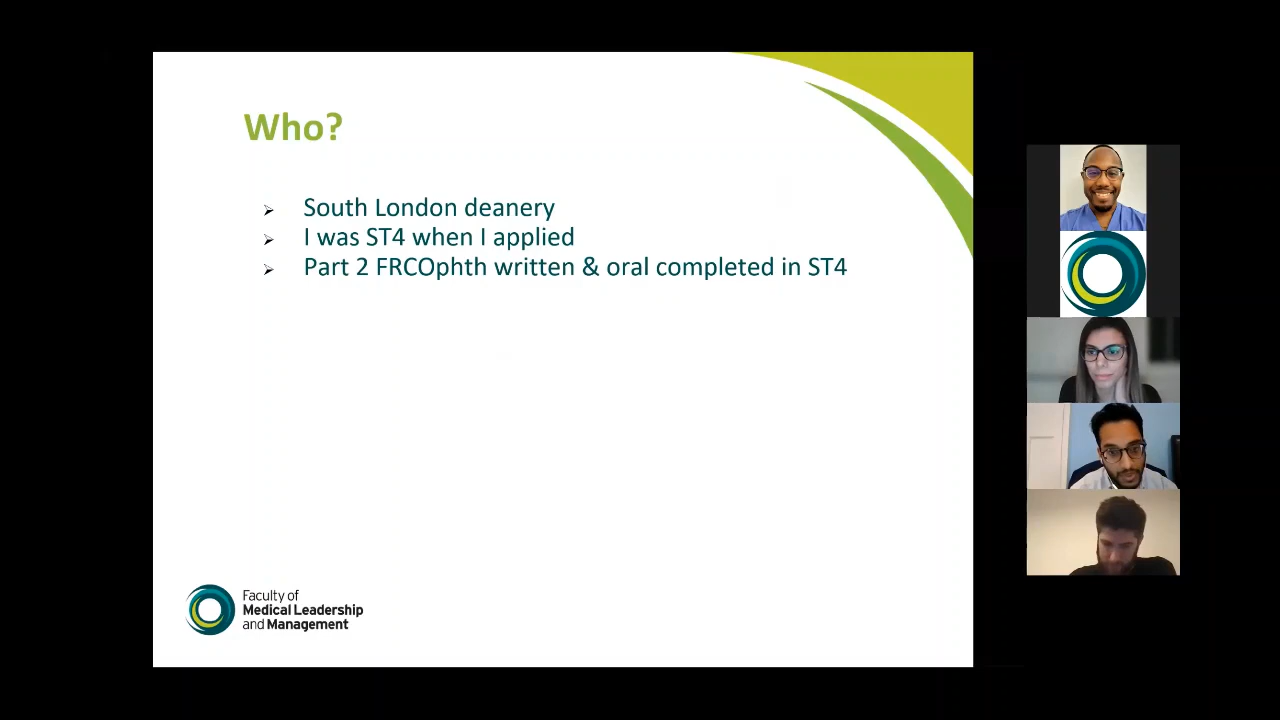 Who?
South London deanery
I was ST4 when I applied
Part 2 FRCOphth written & oral completed in ST4
Faculty of
Medical Leadership
and Management